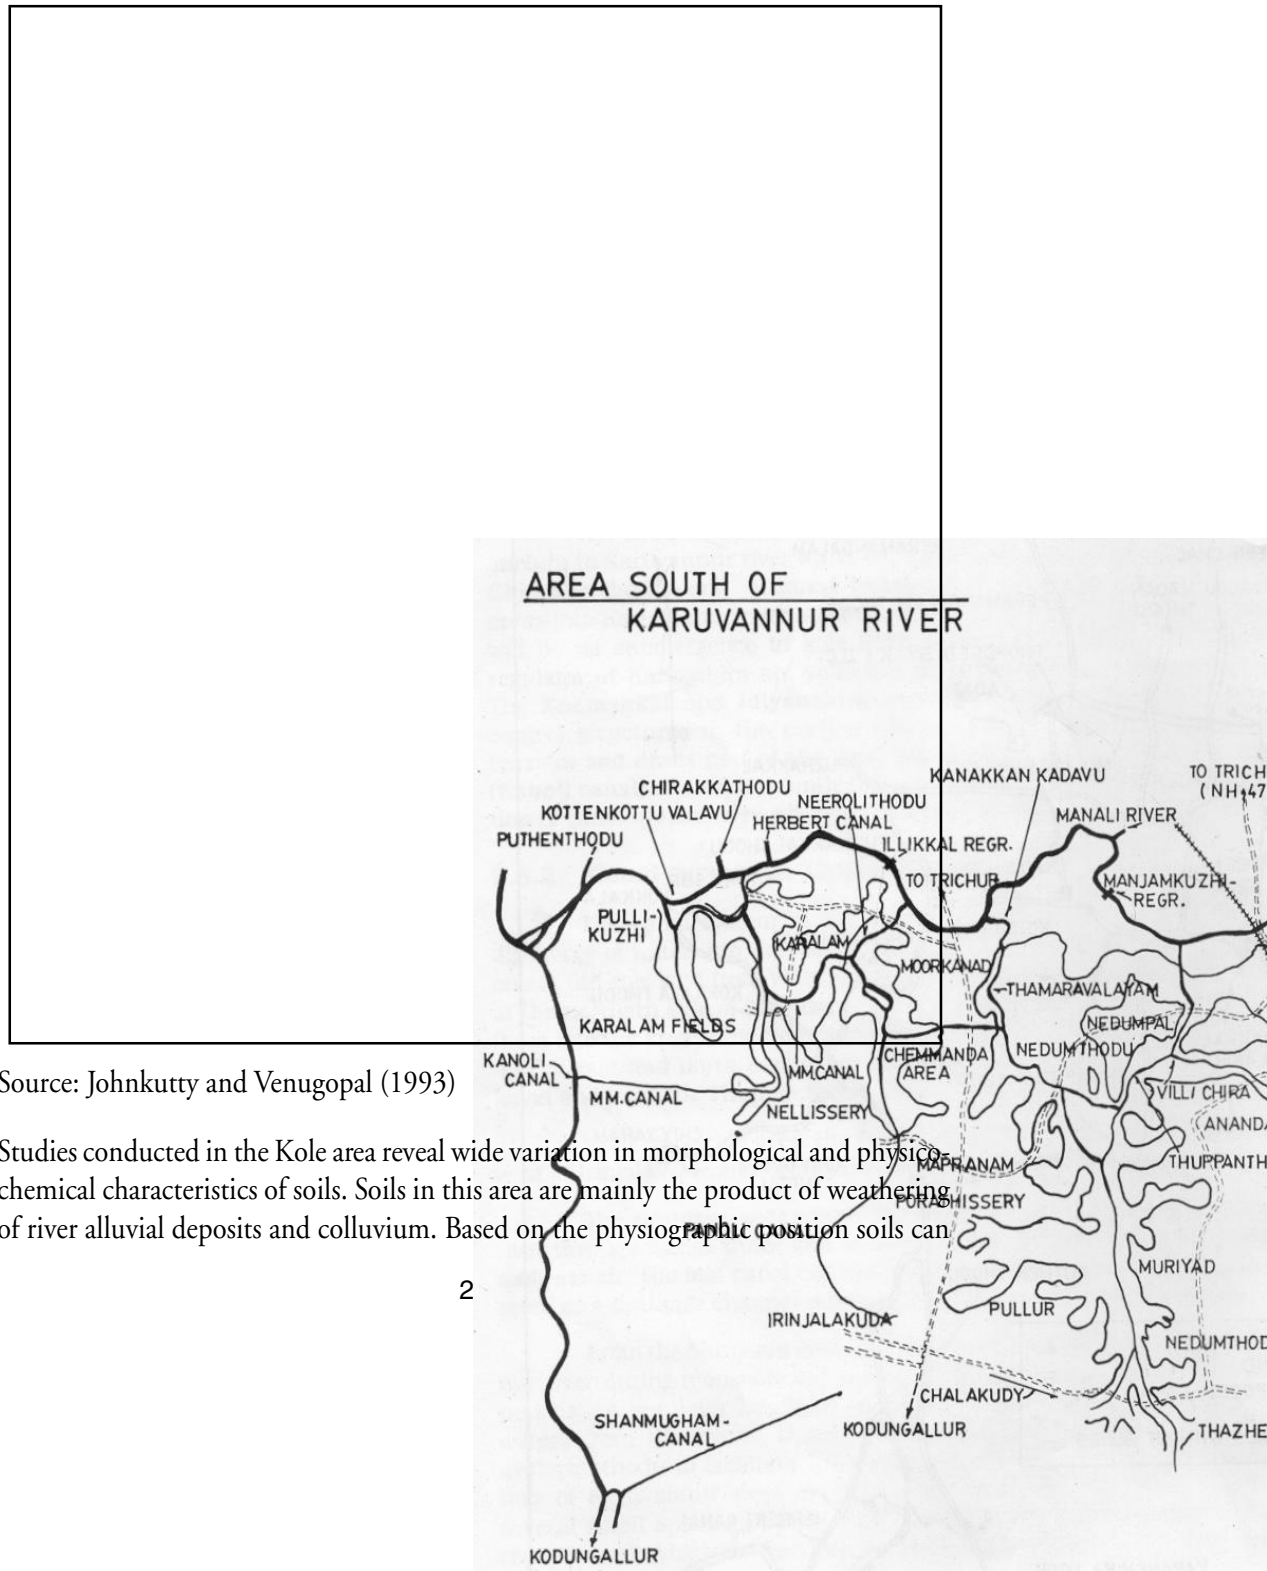 AREA SOUTH OF
KARUVANNUR RIVER
KANAKKAN KADAVU
TO TRICH
(NH.47
CHIRAKKATHODU
NEEROLITHODU
KOTTENKOTTU VALAVU
HERBERT CANAL
MANALI RIVER
PUTHENTHODU
ILLIKKAL REGR.
TO TRICHUR
MANJAMKUZHI-
REGR.
PULLI-
KUZHI
KARALAM
MOORKANAD
THAMARAVALAYAM
KARALAM FIELDS
NEDUMPAL
NEDUMTHODU
CHEMMANDA
AREA
KANOLI
CANAL
MM.CANAL
MM.CANAL
VILLI CHIRA
NELLISSERY
ANANDA
Source: Johnkutty and Venugopal (1993)
Studies conducted in the Kole area reveal wide variation in morphological and physico-
chemical characteristics of soils. Soils in this area are mainly the product of weathering
of river alluvial deposits and colluvium. Based on the physiographic position soils can
MAPRANAM
THUPPANTH
PORATHISSERY
CANAL
MURIYAD
2
PULLUR
IRINJALAKUDA
NEDUMTHOD
CHALAKUDY
SHANMUGHAM-
CANAL
KODUNGALLUR
THAZHE
KODUNGALLUR